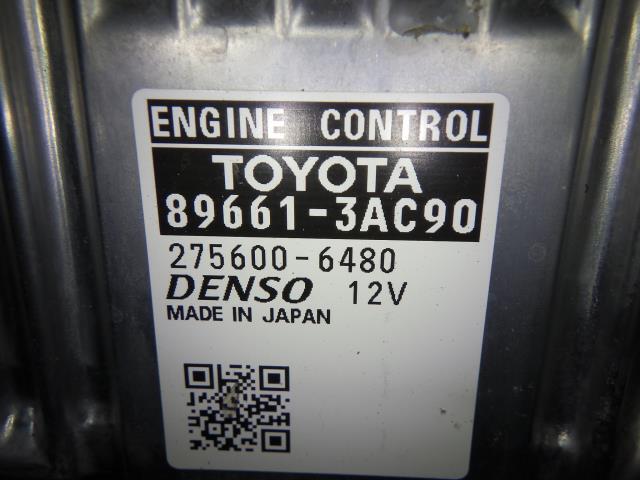 ENGINE CONTROL
TOYOTA
89661-3AC90
275600-6480
DENSO 12V
MADE IN JAPAN